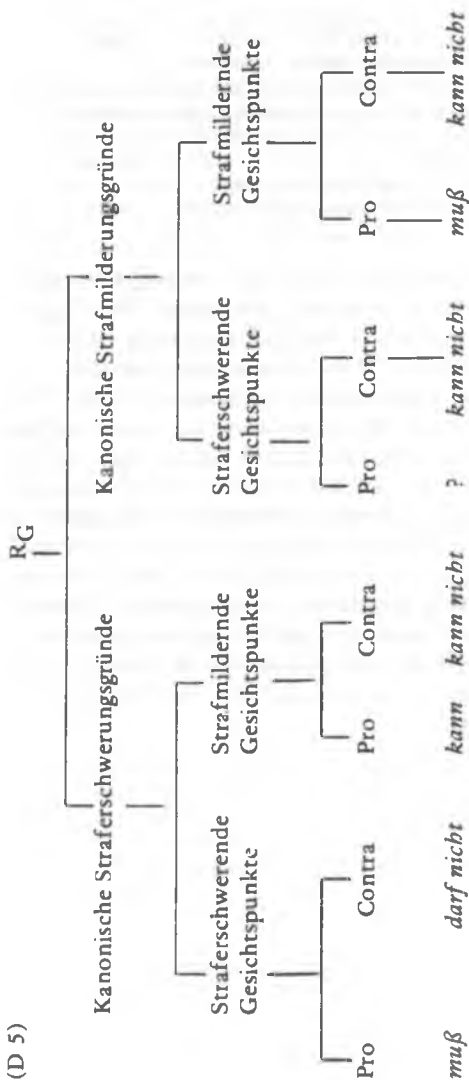 (D 5)
RG
Kanonische Straferschwerungsgründe Kanonische Strafmilderungsgründe
Straferschwerende Strafmildernde Straferschwerende Strafmildernde
Gesichtspunkte Gesichtspunkte Gesichtspunkte Gesichtspunkte
Pro Contra Pro Contra Pro Contra Pro Contra
muß darf nicht kann kann nicht ? kann nicht muß kann nicht